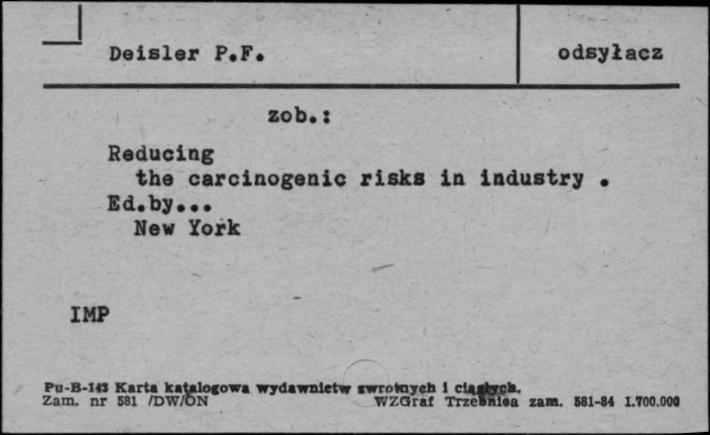 Deisler P.F. odsyłacz
zob.:
Reducing
the carcinogenic risks in industry .
Ed.by...
New York
IMP
Pu-B-143 Karta katalogowa wydawnictw zwrotnych i ciągłych.
Zam. nr 581 /DW/ON WZGraf Trzebnica zam. 581-84 1.700.000